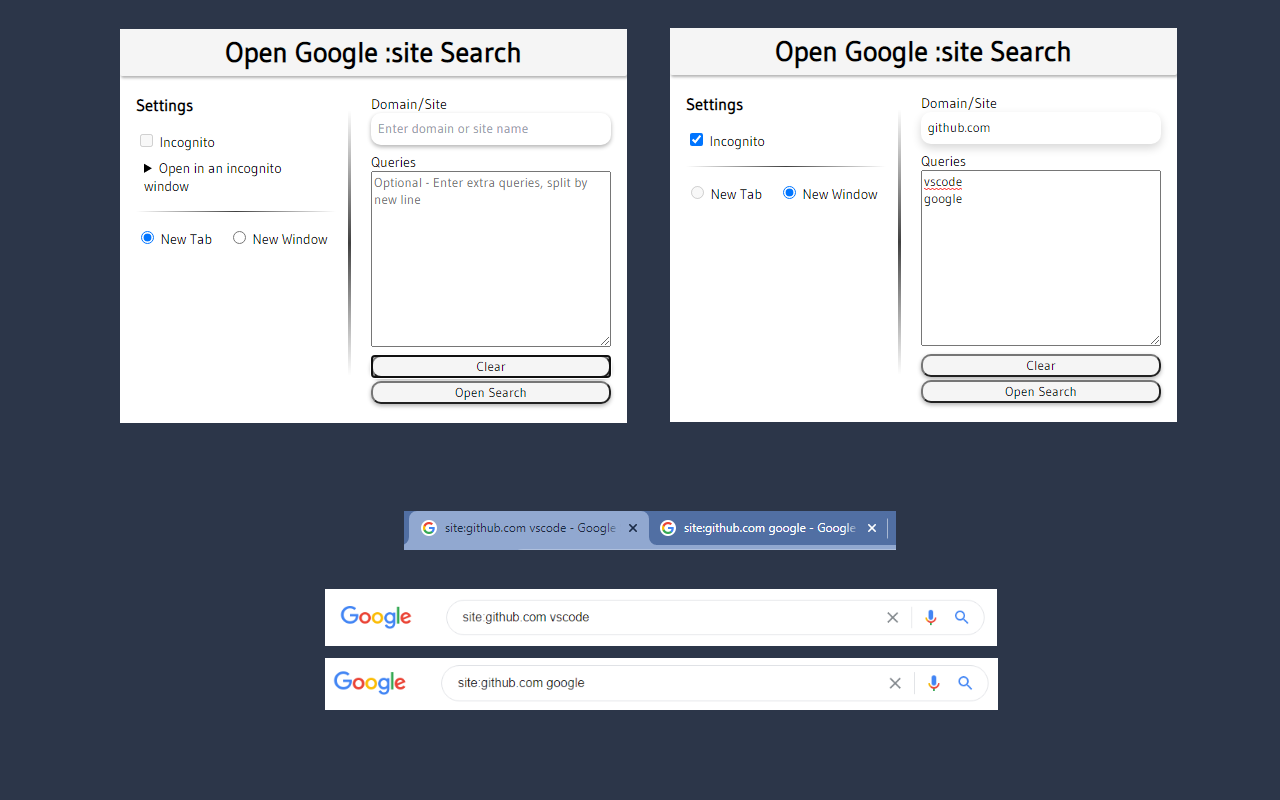 Open Google :site Search
Settings
Incognito
Open in an incognito
window
New Tab
New Window
Domain/Site
Enter domain or site name
Queries
Optional - Enter extra queries, split by
new line
Clear
Open Search
Open Google :site Search
Settings
Incognito
New Tab
New Window
Domain/Site
github.com
Queries
vscode
google
Clear
Open Search
site:github.com vscode - Google
site:github.com google - Google
Google
site:github.com vscode
Google
site:github.com google